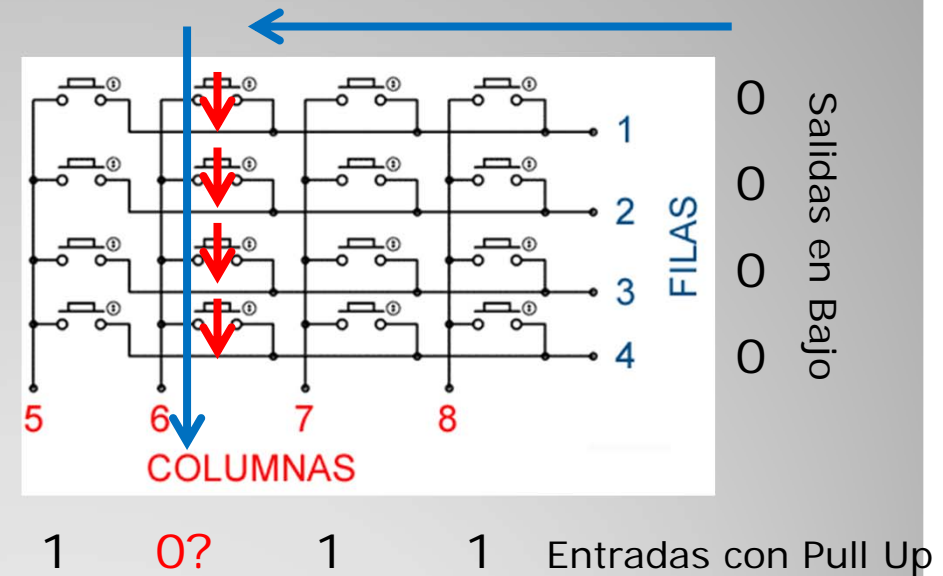 1 0
2 0
3 0
4 0
FILAS
Salidas en Bajo
5 6 7 8
COLUMNAS
1 0? 1 1 Entradas con Pull Up